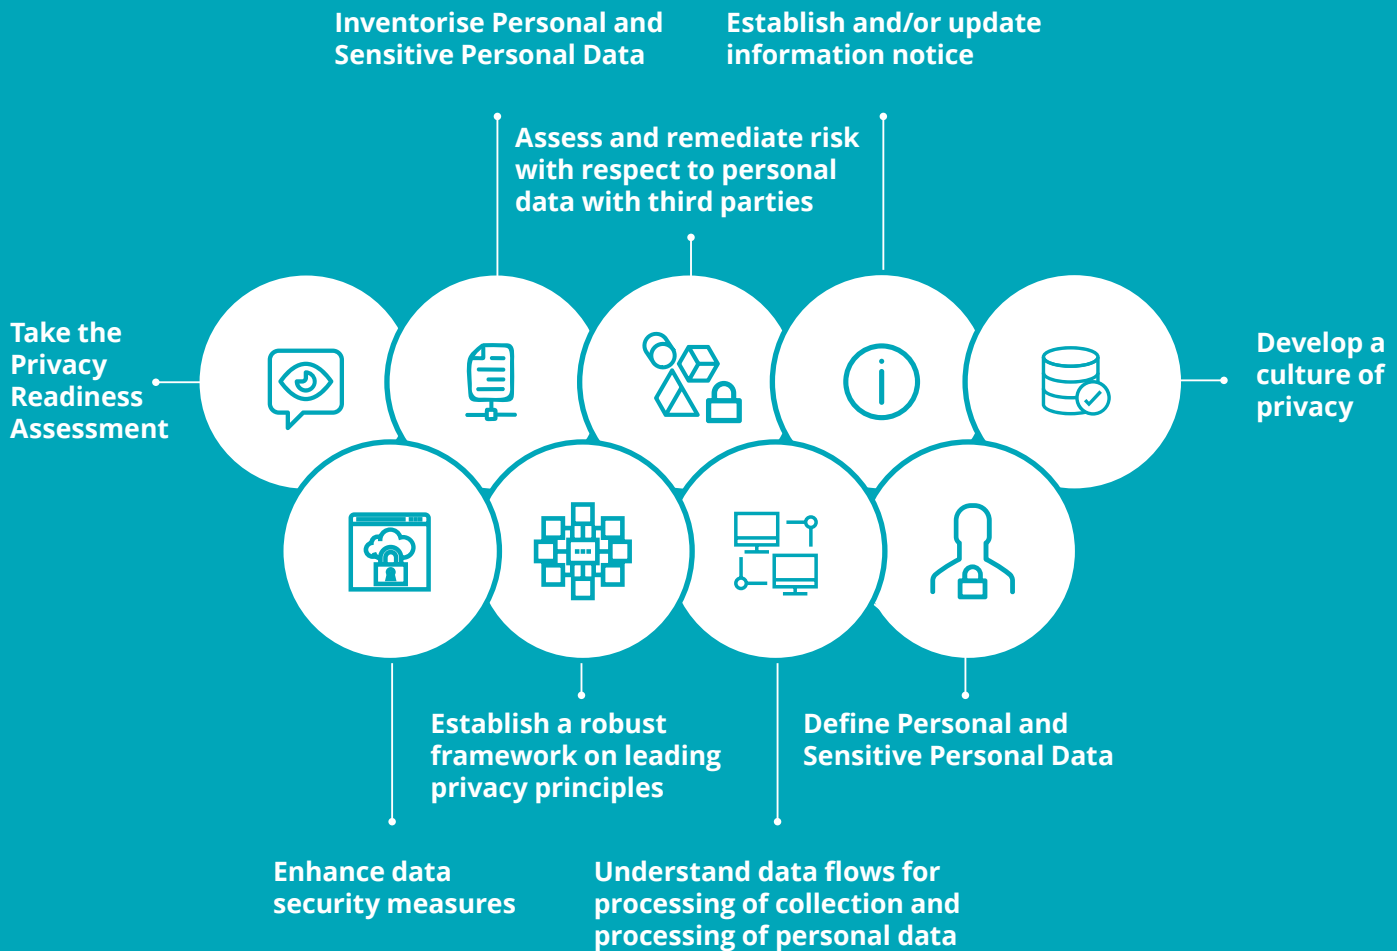 Inventorise Personal and
Sensitive Personal Data
Establish and/or update
information notice
Assess and remediate risk
with respect to personal
data with third parties
Take the
Privacy
Readiness
Assessment
Develop a
culture of
privacy
Establish a robust
framework on leading
privacy principles
Define Personal and
Sensitive Personal Data
Enhance data
security measures
Understand data flows for
processing of collection and
processing of personal data